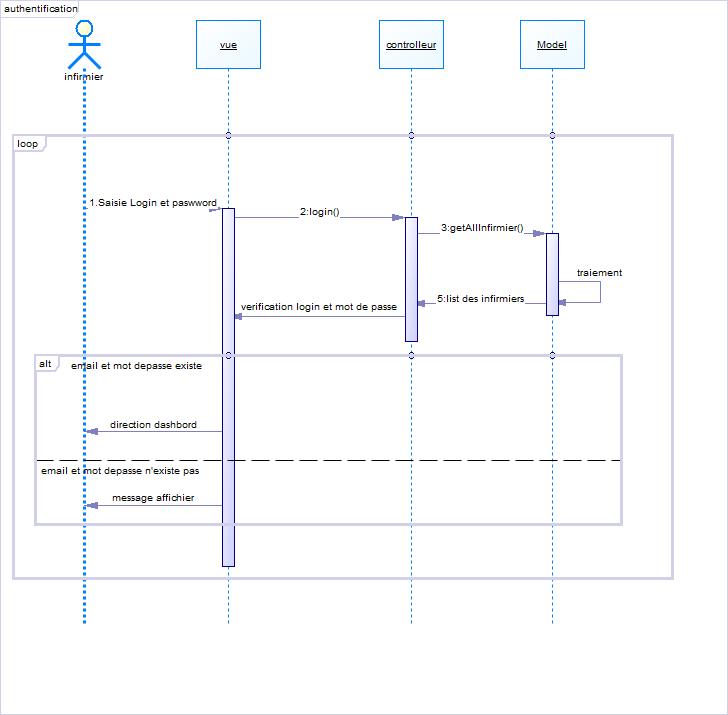 authentification
vue
controlleur
Model
infirmier
loop
1.Saisie Login et paswword
2:login()
3:getAllInfirmier()
traiement
5:list des infirmiers
verification login et mot de passe
alt
email et mot depasse existe
direction dashbord
email et mot depasse n'existe pas
message affichier